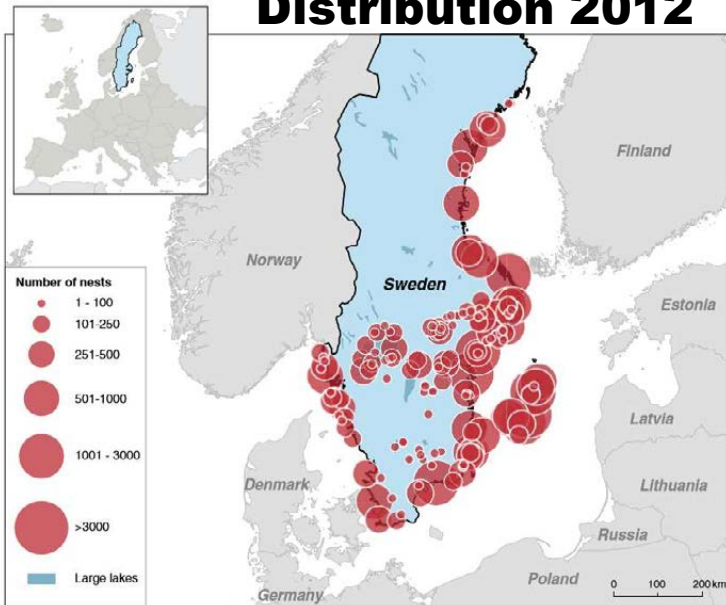 Distribution 2012
Finland
Norway
Number of nests
1 - 100
101-250
251-500
501-1000
1001 - 3000
>3000
Large lakes
Sweden
Estonia
Latvia
Lithuania
Denmark
Russia
Poland
Germany
0 100 200 km